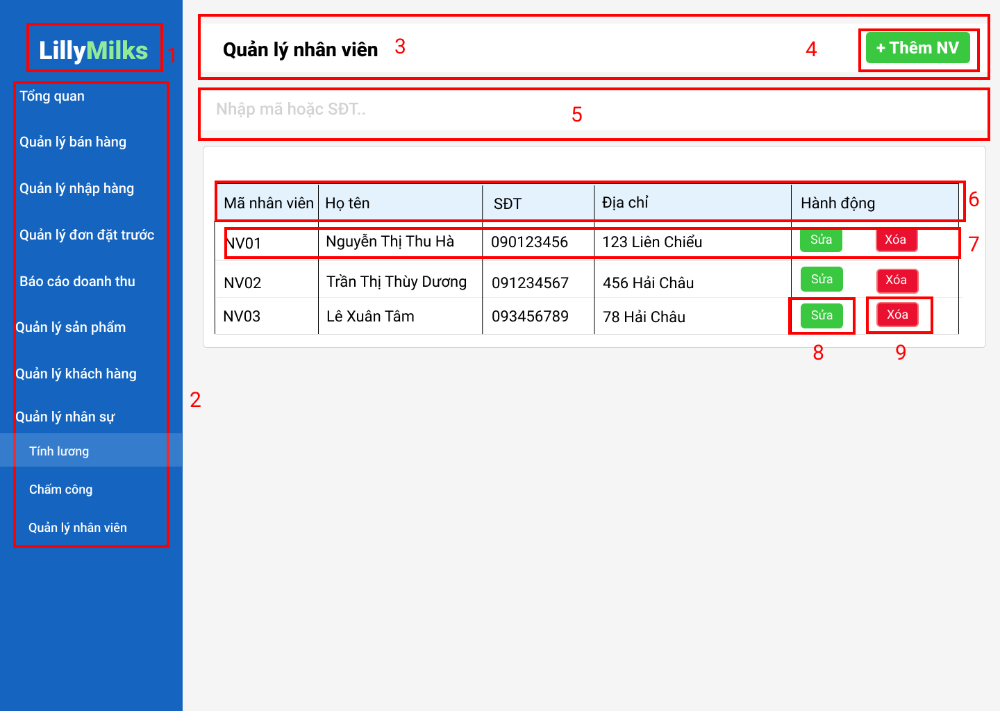 LillyMilks
1
Tổng quan
Quản lý bán hàng
Quản lý nhập hàng
Quản lý đơn đặt trước
Báo cáo doanh thu
Quản lý sản phẩm
Quản lý khách hàng
Quản lý nhân sự
Tính lương
Chấm công
Quản lý nhân viên
2
Quản lý nhân viên 3 4 + Thêm NV
Nhập mã hoặc SĐT.. 5
Mã nhân viên Họ tên SĐT Địa chỉ Hành động 6
NV01 Nguyễn Thị Thu Hà 090123456 123 Liên Chiểu Sửa Xóa 7
NV02 Trần Thị Thùy Dương 091234567 456 Hải Châu Sửa Xóa
NV03 Lê Xuân Tâm 093456789 78 Hải Châu Sửa Xóa
8 9